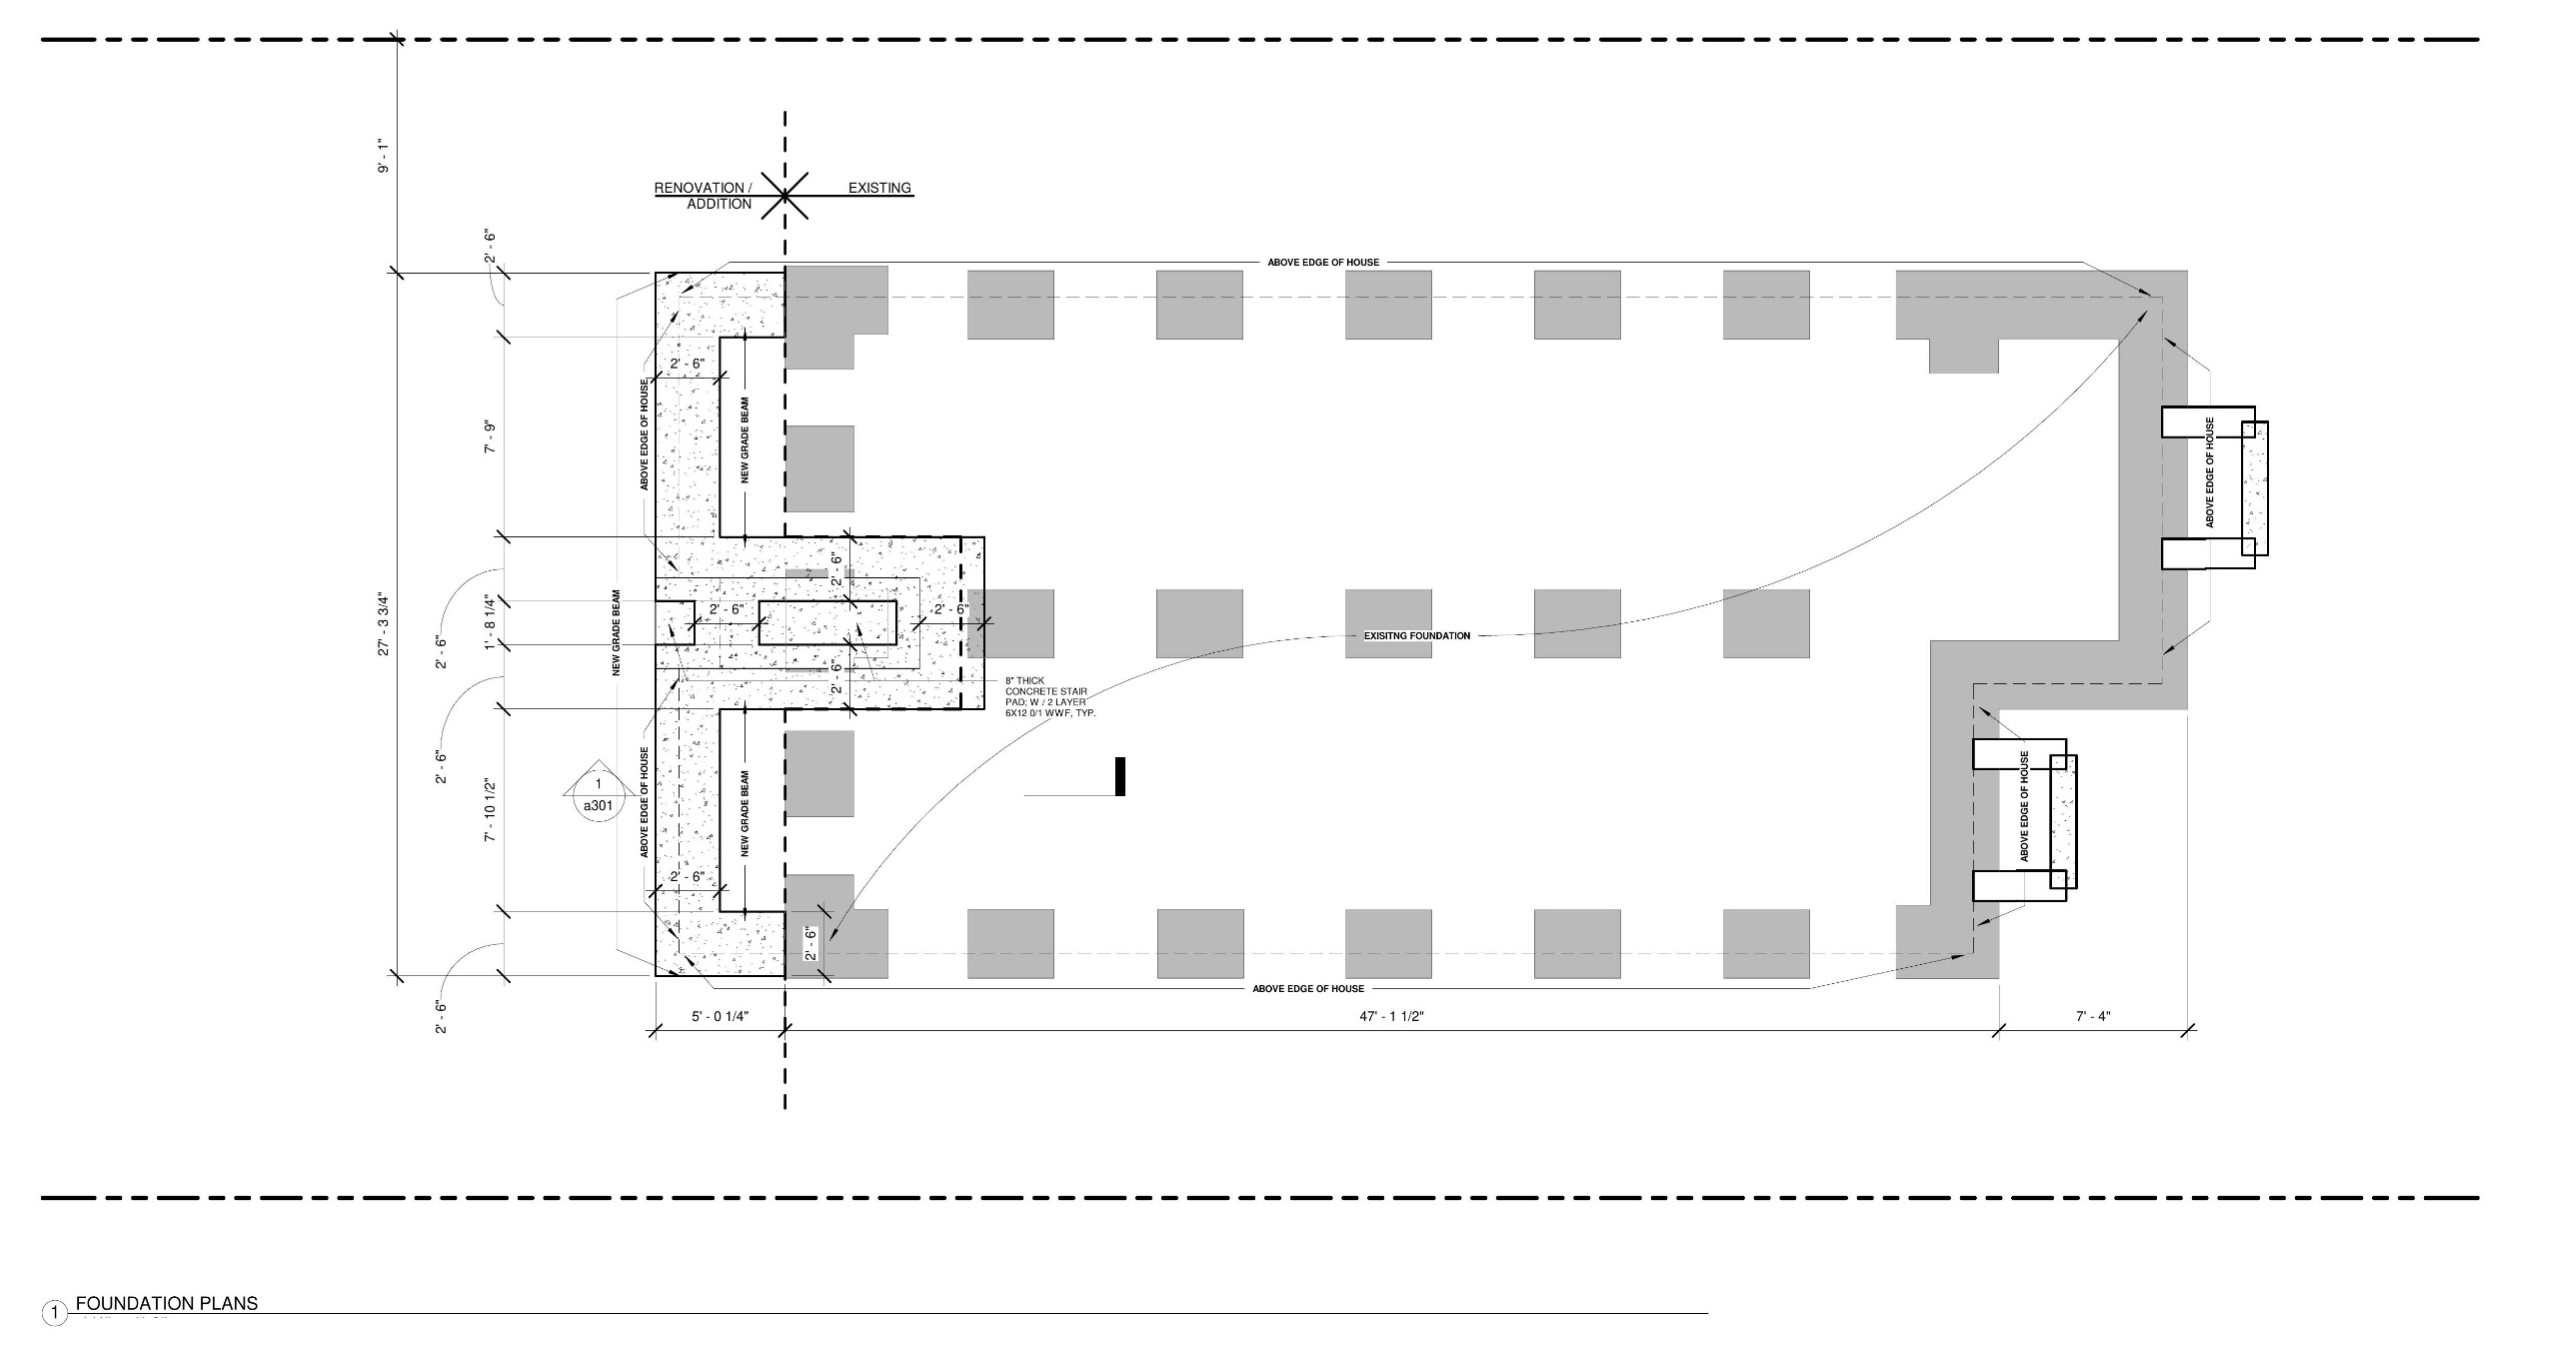 9' - 1"
RENOVATION /
ADDITION
EXISTING
2' - 6"
ABOVE EDGE OF HOUSE
2' - 6"
ABOVE EDGE OF HOUSE
NEW GRADE BEAM
7' - 9"
ABOVE EDGE OF HOUSE
2' - 6"
27' - 3 3/4"
2' - 6"
1' - 8 1/4"
NEW GRADE BEAM
2' - 6"
2' - 6"
EXISITNG FOUNDATION
2' - 6"
8" THICK
CONCRETE STAIR
PAD; W / 2 LAYER
6X12 0/1 WWF, TYP.
2' - 6"
7' - 10 1/2"
1
a301
ABOVE EDGE OF HOUSE
NEW GRADE BEAM
ABOVE EDGE OF HOUSE
2' - 6"
2' - 6"
2' - 6"
ABOVE EDGE OF HOUSE
5' - 0 1/4"
47' - 1 1/2"
7' - 4"
1
FOUNDATION PLANS